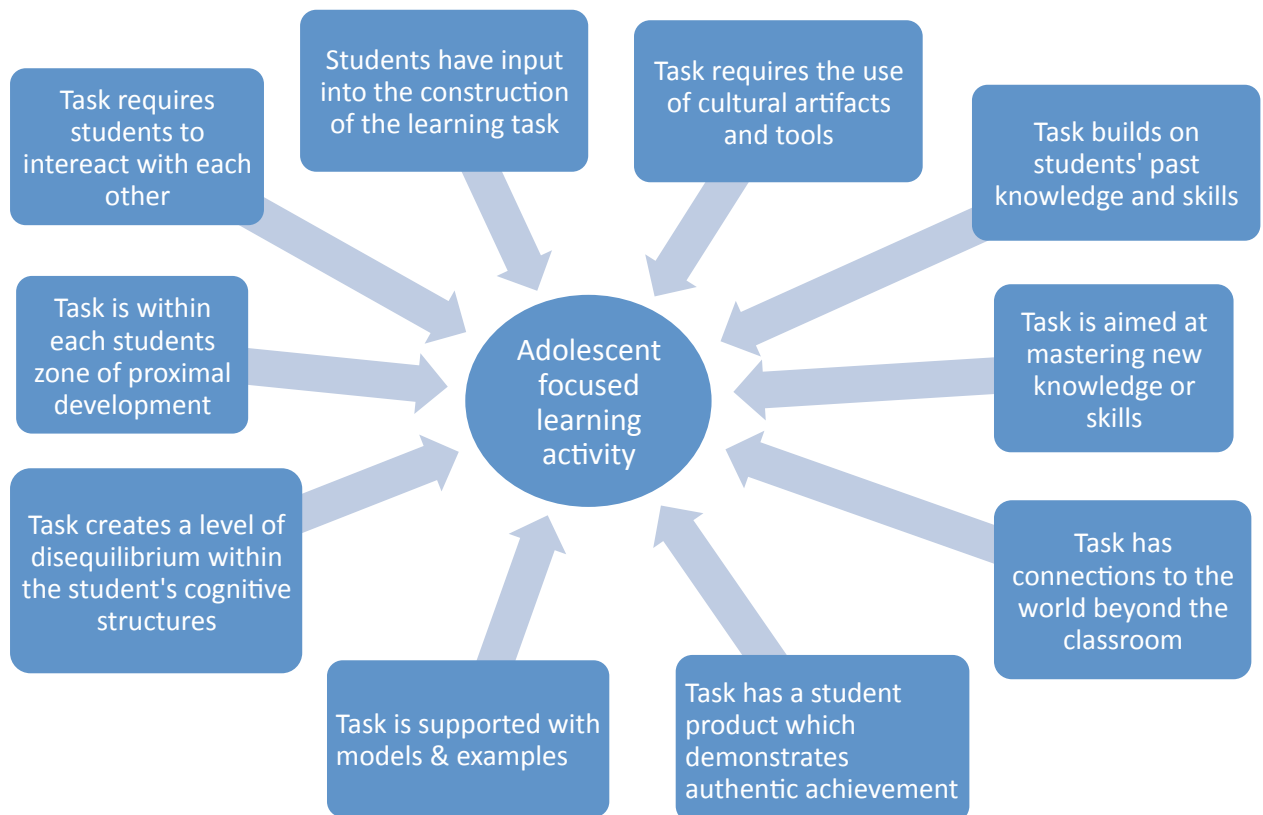 Students have input
into the construction
of the learning task
Task requires the use
of cultural artifacts
and tools
Task requires
students to
intereact with each
other
Task builds on
students' past
knowledge and skills
Task is within
each students
zone of proximal
development
Adolescent
focused
learning
activity
Task is aimed at
mastering new
knowledge or
skills
Task creates a level of
disequilibrium within
the student's cognitive
structures
Task has
connections to the
world beyond the
classroom
Task is supported with
models & examples
Task has a student
product which
demonstrates
authentic achievement